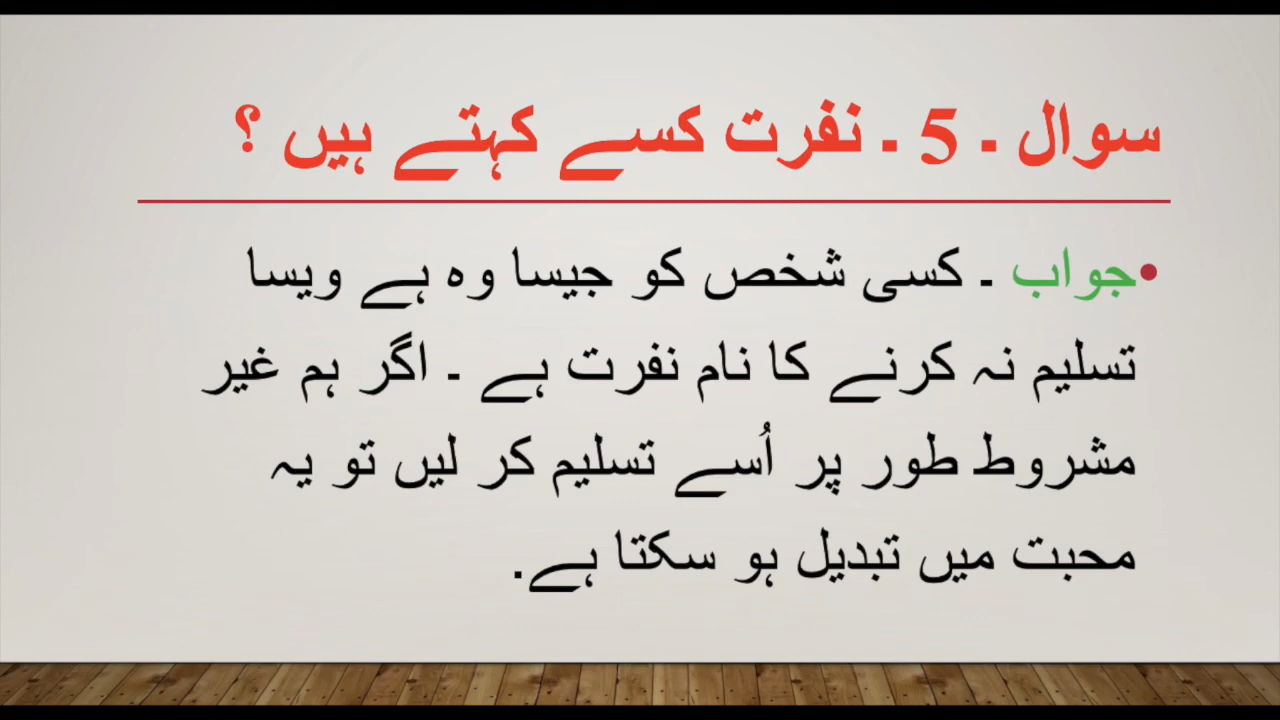 سوال ۔ 5 ۔ نفرت کسے کہتے ہیں ؟
•جواب ۔ کسی شخص کو جیسا وہ ہے ویسا
تسلیم نہ کرنے کا نام نفرت ہے ۔ اگر ہم غیر
مشروط طور پر اُسے تسلیم کر لیں تو یہ
محبت میں تبدیل ہو سکتا ہے.